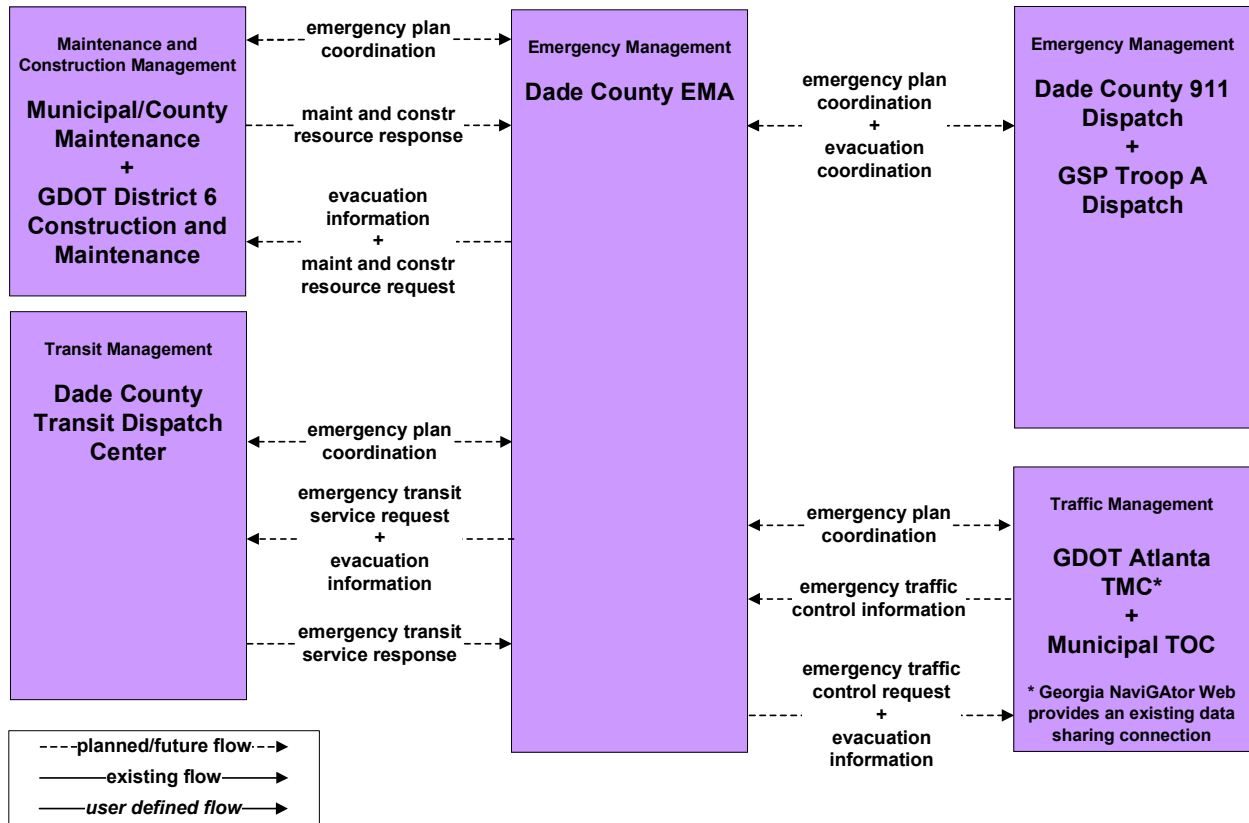 Maintenance and
Construction Management
Municipal/County
Maintenance
+
GDOT District 6
Construction and
Maintenance
emergency plan
coordination
maint and constr
resource response
evacuation
information
+
maint and constr
resource request
Emergency Management
Dade County EMA
emergency plan
coordination
+
evacuation
coordination
Emergency Management
Dade County 911
Dispatch
+
GSP Troop A
Dispatch
Transit Management
Dade County
Transit Dispatch
Center
emergency plan
coordination
emergency transit
service request
+
evacuation
information
emergency transit
service response
emergency plan
coordination
emergency traffic
control information
emergency traffic
control request
+
evacuation
information
Traffic Management
GDOT Atlanta
TMC*
+
Municipal TOC
* Georgia NaviGAtor Web
provides an existing data
sharing connection
planned/future flow
existing flow
user defined flow